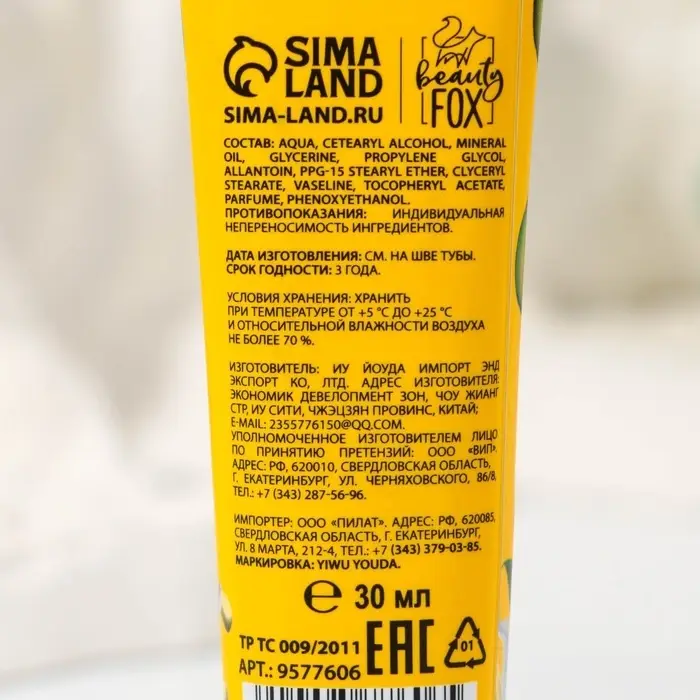 SIMA
LAND
SIMA-LAND.RU
beauty
FOX
СОСТАВ: AQUA, CETEARYL ALCOHOL, MINERAL
OIL, GLYCERINE, PROPYLENE GLYCOL,
ALLANTOIN, PPG-15 STEARYL ETHER, GLYCERYL
STEARATE, VASELINE, TOCOPHERYL ACETATE,
PARFUME, PHENOXYETHANOL.
ПРОТИВОПОКАЗАНИЯ: ИНДИВИДУАЛЬНАЯ
НЕПЕРЕНОСИМОСТЬ ИНГРЕДИЕНТОВ.
ДАТА ИЗГОТОВЛЕНИЯ: СМ. НА ШВЕ ТУБЫ.
СРОК ГОДНОСТИ: 3 ГОДА.
УСЛОВИЯ ХРАНЕНИЯ: ХРАНИТЬ
ПРИ ТЕМПЕРАТУРЕ ОТ +5 °С ДО +25 °С
И ОТНОСИТЕЛЬНОЙ ВЛАЖНОСТИ ВОЗДУХА
НЕ БОЛЕЕ 70 %.
ИЗГОТОВИТЕЛЬ: ИУ ЙОУДА ИМПОРТ ЭНД
ЭКСПОРТ КО, ЛТД. АДРЕС ИЗГОТОВИТЕЛЯ:
ЭКОНОМИК ДЕВЕЛОПМЕНТ ЗОН, ЧОУ ЖИАНГ
СТР, ИУ СИТИ, ЧЖЭЦЗЯН ПРОВИНС, КИТАЙ;
E-MAIL: 2355776150@QQ.COM.
УПОЛНОМОЧЕННОЕ ИЗГОТОВИТЕЛЕМ ЛИЦО
ПО ПРИНЯТИЮ ПРЕТЕНЗИЙ: ООО «ВИП».
АДРЕС: РФ, 620010, СВЕРДЛОВСКАЯ ОБЛАСТЬ,
Г. ЕКАТЕРИНБУРГ, УЛ. ЧЕРНЯХОВСКОГО, 86/8,
ТЕЛ.: +7 (343) 287-56-96.
ИМПОРТЕР: ООО «ПИЛАТ». АДРЕС: РФ, 620085,
СВЕРДЛОВСКАЯ ОБЛАСТЬ, Г. ЕКАТЕРИНБУРГ,
УЛ. 8 МАРТА, 212-4, ТЕЛ.: +7 (343) 379-03-85.
МАРКИРОВКА: YIWU YOUDA.
℮ 30 МЛ
ТР ТС 009/2011
АРТ.: 9577606
EAC
01